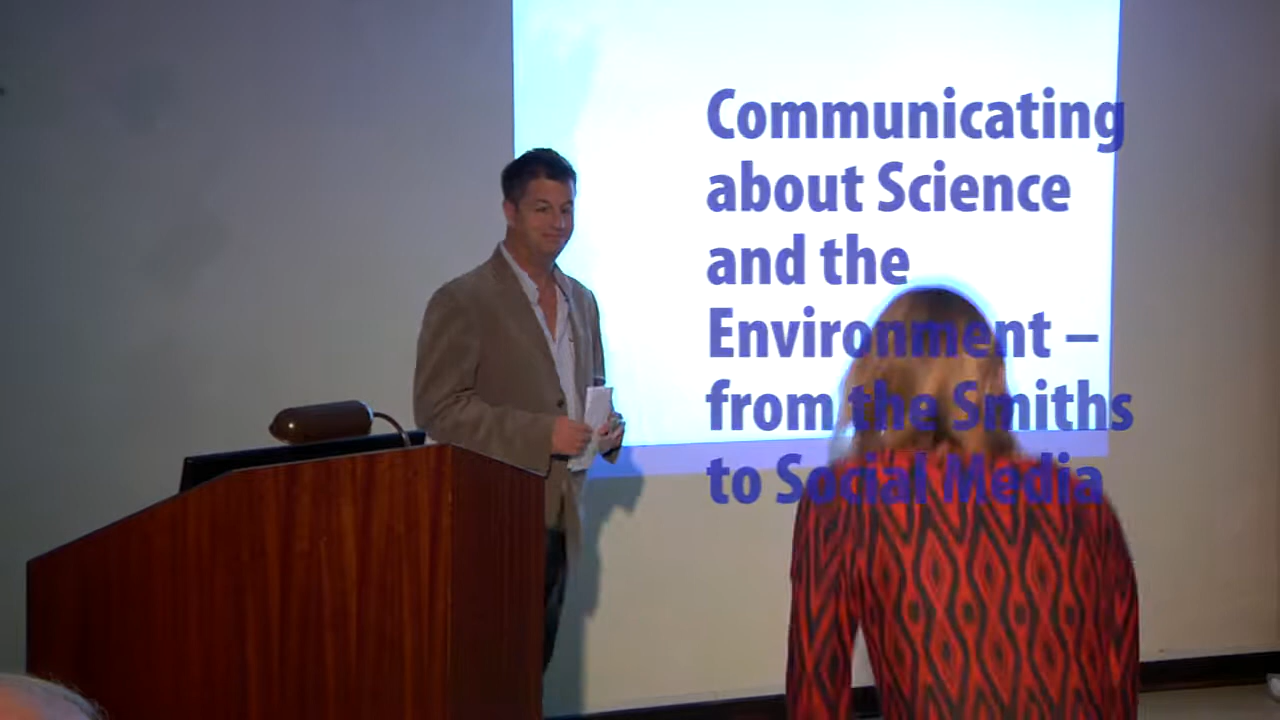 Communicating
about Science
and the
Environment –
from the Smiths
to Social Media